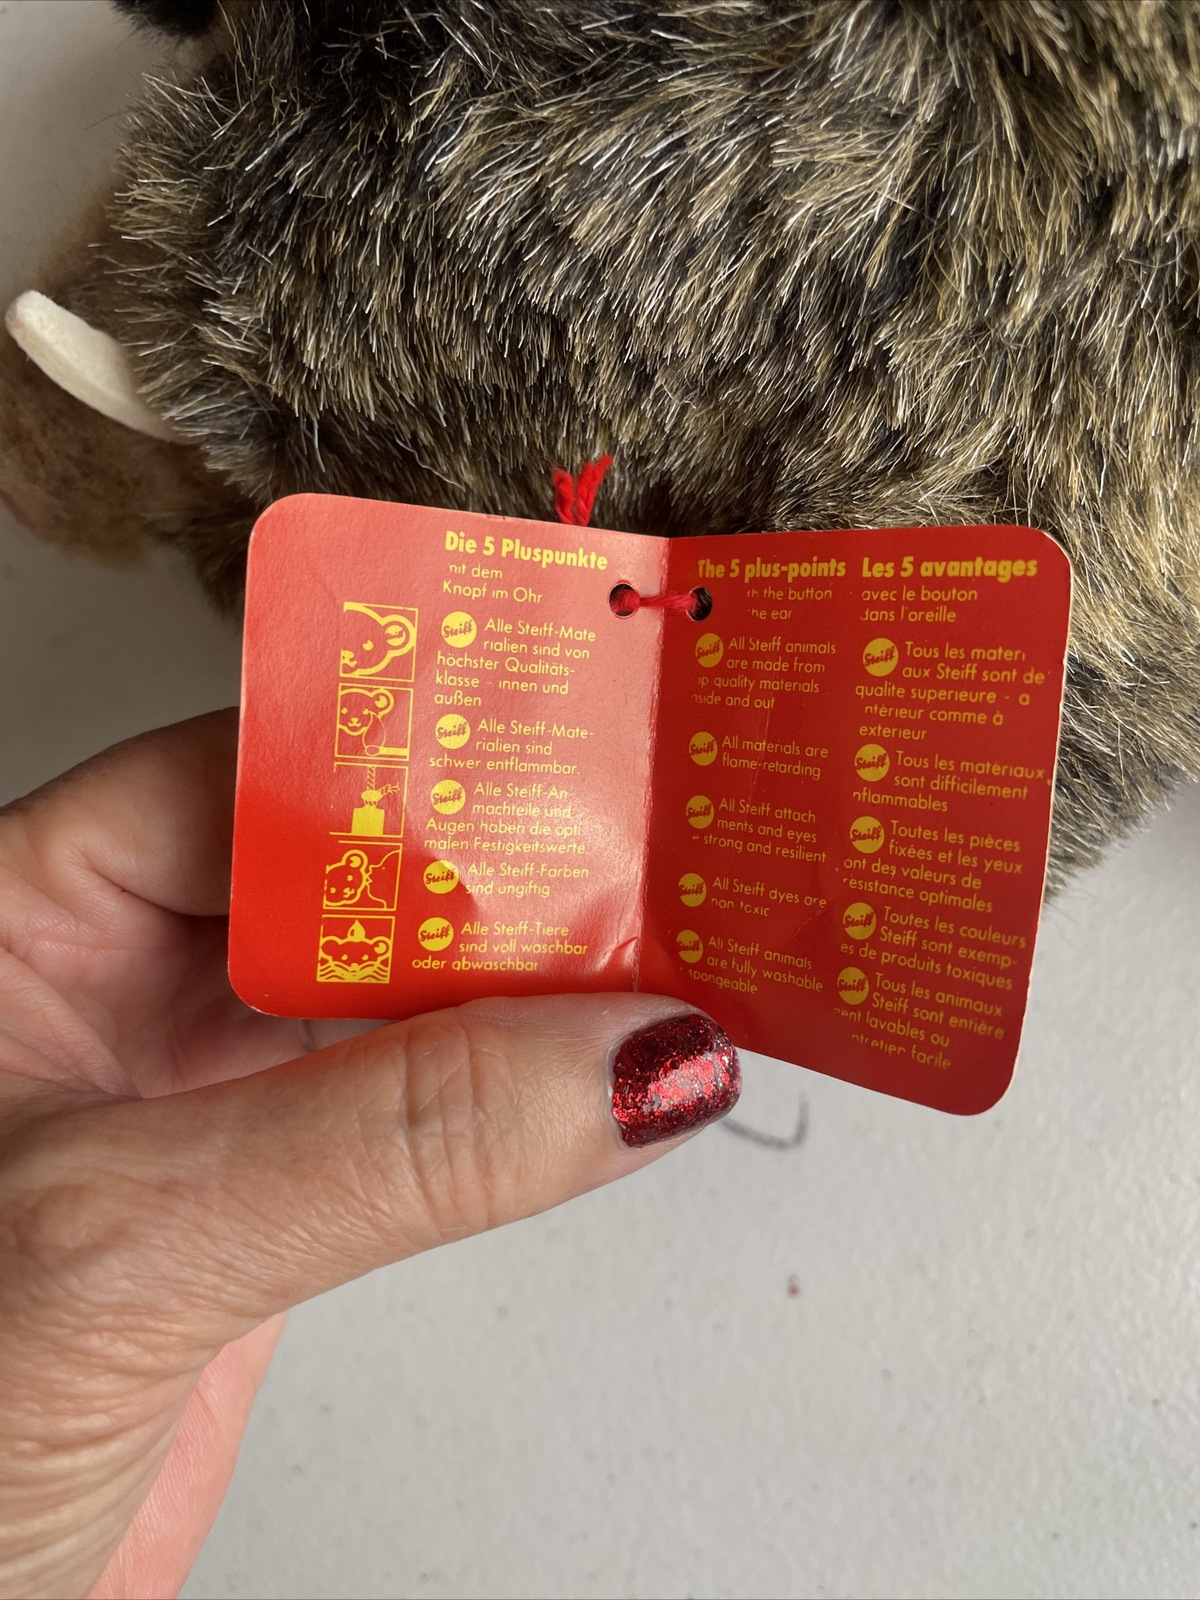 Die 5 Pluspunkte
mit dem
Knopf im Ohr
Steiff Alle Steiff-Mate
rialien sind von
höchster Qualitäts-
klasse - innen und
außen
Steiff Alle Steiff-Mate-
rialien sind
schwer entflammbar.
Steiff Alle Steiff-An
machteile und
Augen haben die opti
malen Festigkeitswerte.
Steiff Alle Steiff-Farben
sind ungiftig
Steiff Alle Steiff-Tiere
sind voll waschbar
oder abwaschbar
The 5 plus-points
the button
the ear
Steiff All Steiff animals
are made from
top quality materials
inside and out
Steiff All materials are
flame-retarding
Steiff All Steiff attach
ments and eyes
strong and resilient
Steiff All Steiff dyes are
non toxic
Steiff All Steiff animals
are fully washable
spongeable
Les 5 avantages
avec le bouton
dans l'oreille
Steiff Tous les materi
aux Steiff sont de
qualite superieure - a
intérieur comme à
exterieur
Steiff Tous les matériaux
sont difficilement
inflammables
Steiff Toutes les pièces
fixées et les yeux
ont des valeurs de
resistance optimales
Steiff Toutes les couleurs
Steiff sont exemp-
es de produits toxiques
Steiff Tous les animaux
Steiff sont entière
ment lavables ou
entretien facile